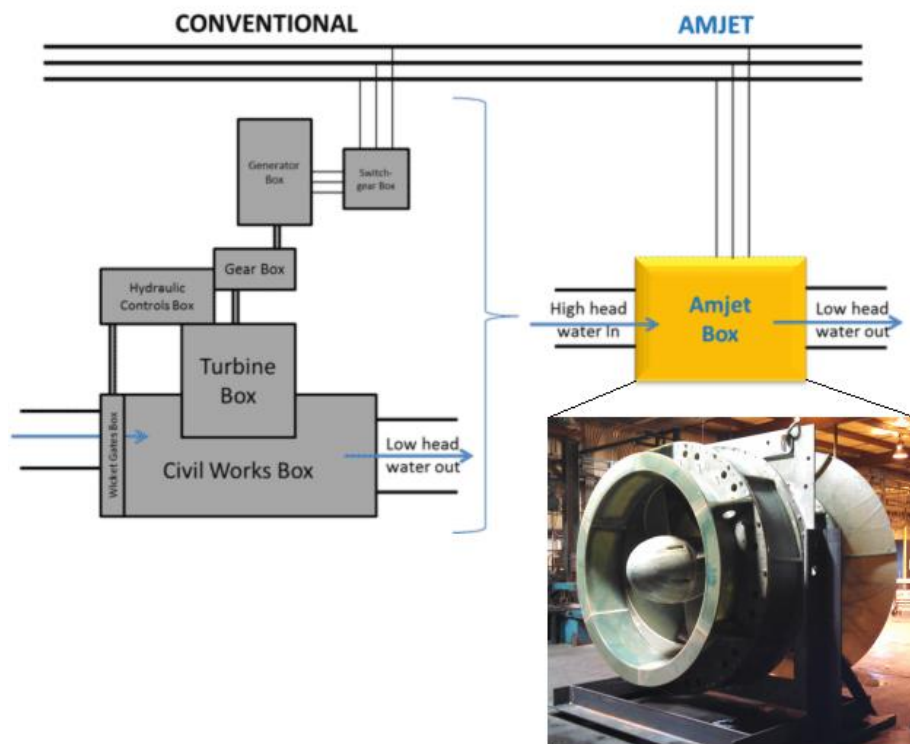 CONVENTIONAL
AMJET
Generator
Box
Switch-
gear Box
Gear Box
Hydraulic
Controls Box
Turbine
Box
Wicket Gates Box
Civil Works Box
Low head
water out
High head
water In
Amjet
Box
Low head
water out